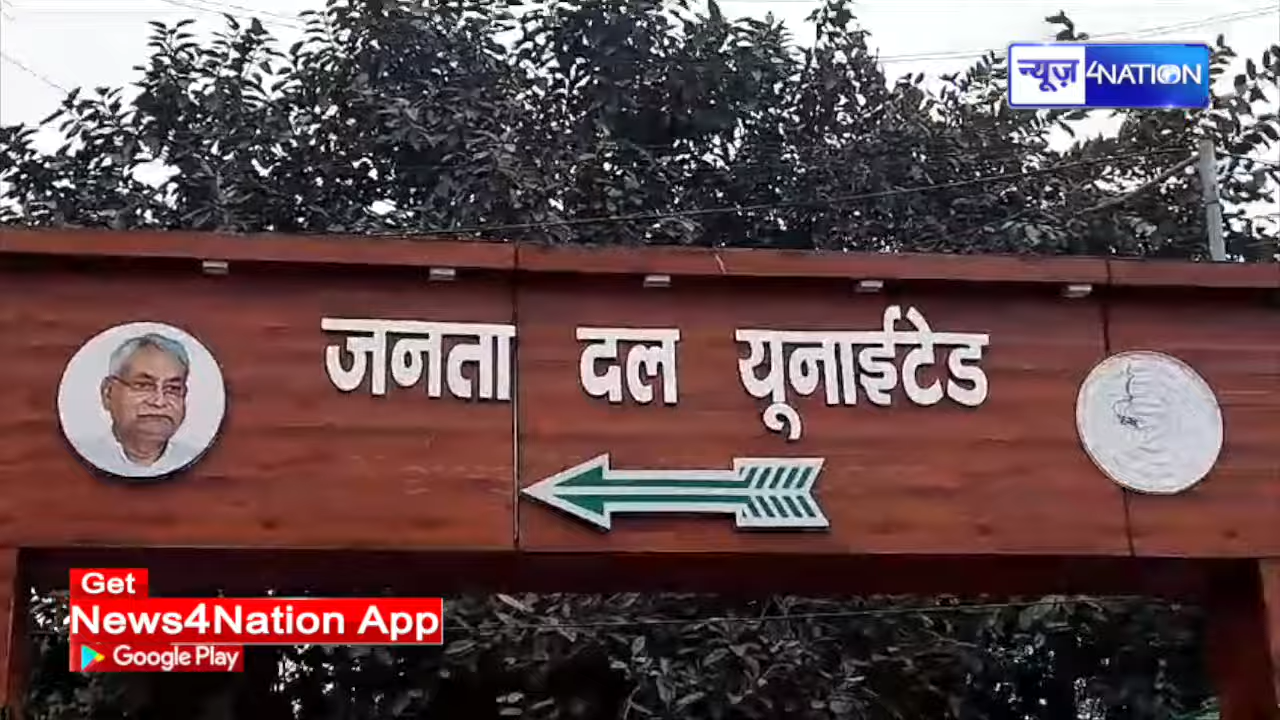 न्यूज़ 4NATION
जनता दल यूनाईटेड
Get
News4Nation App
Google Play